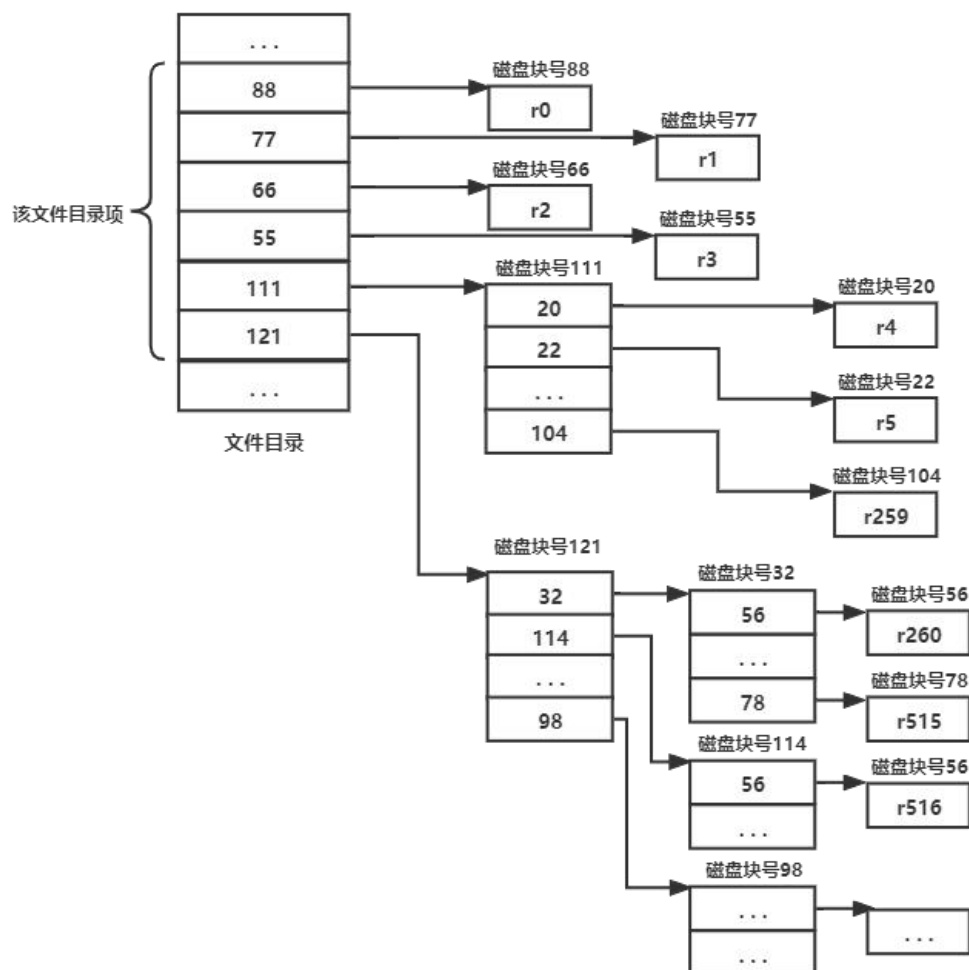 ...
88
77
66
55
111
121
...
该文件目录项
文件目录
磁盘块号88
r0
磁盘块号77
r1
磁盘块号66
r2
磁盘块号55
r3
磁盘块号111
20
22
...
104
磁盘块号20
r4
磁盘块号22
r5
磁盘块号104
r259
磁盘块号121
32
114
...
98
磁盘块号32
56
...
78
磁盘块号56
r260
磁盘块号78
r515
磁盘块号114
56
...
磁盘块号56
r516
磁盘块号98
...
...
...